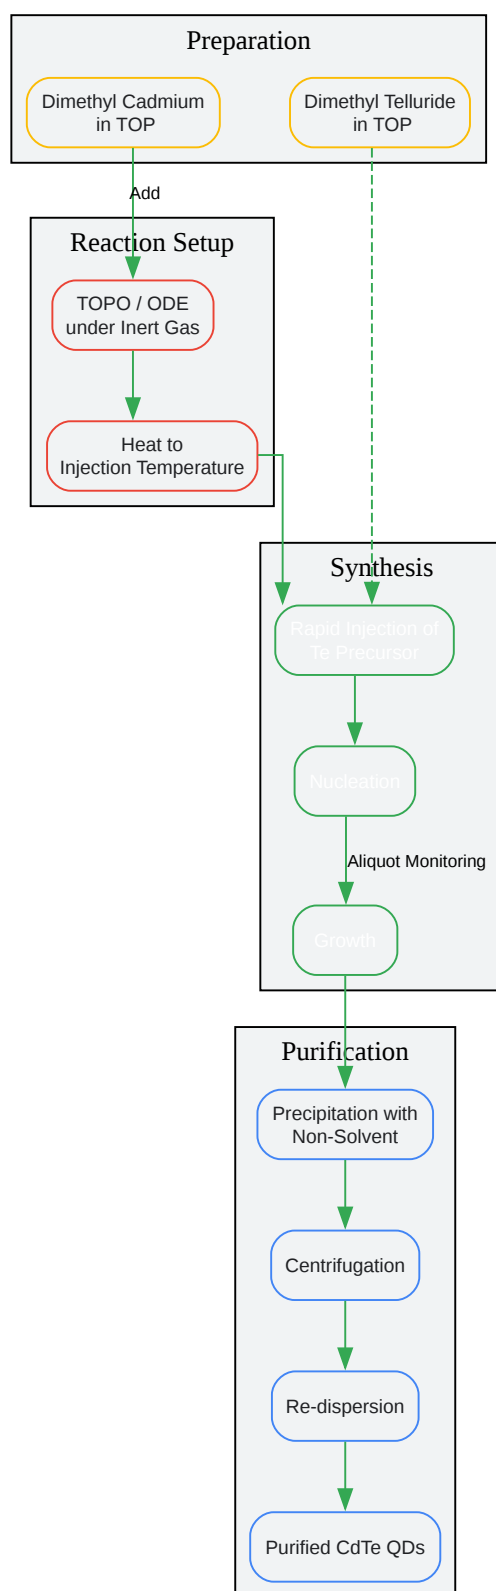 Preparation
Dimethyl Cadmium
in TOP
Dimethyl Telluride
in TOP
Add
Reaction Setup
TOPO / ODE
under Inert Gas
Heat to
Injection Temperature
Synthesis
Rapid Injection of
Te Precursor
Nucleation
Aliquot Monitoring
Growth
Purification
Precipitation with
Non-Solvent
Centrifugation
Re-dispersion
Purified CdTe QDs